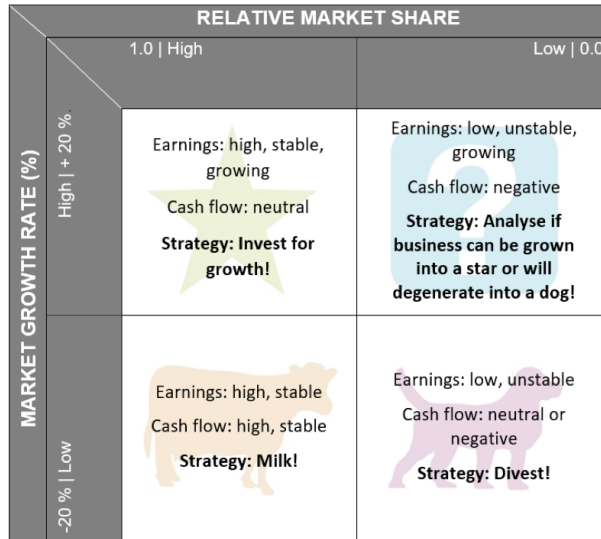 RELATIVE MARKET SHARE
1.0 | High
Low | 0.0
MARKET GROWTH RATE (%)
High | + 20 %.
Earnings: high, stable,
growing
Cash flow: neutral
Strategy: Invest for
growth!
Earnings: low, unstable,
growing
Cash flow: negative
Strategy: Analyse if
business can be grown
into a star or will
degenerate into a dog!
-20 % | Low
Earnings: high, stable
Cash flow: high, stable
Strategy: Milk!
Earnings: low, unstable
Cash flow: neutral or
negative
Strategy: Divest!